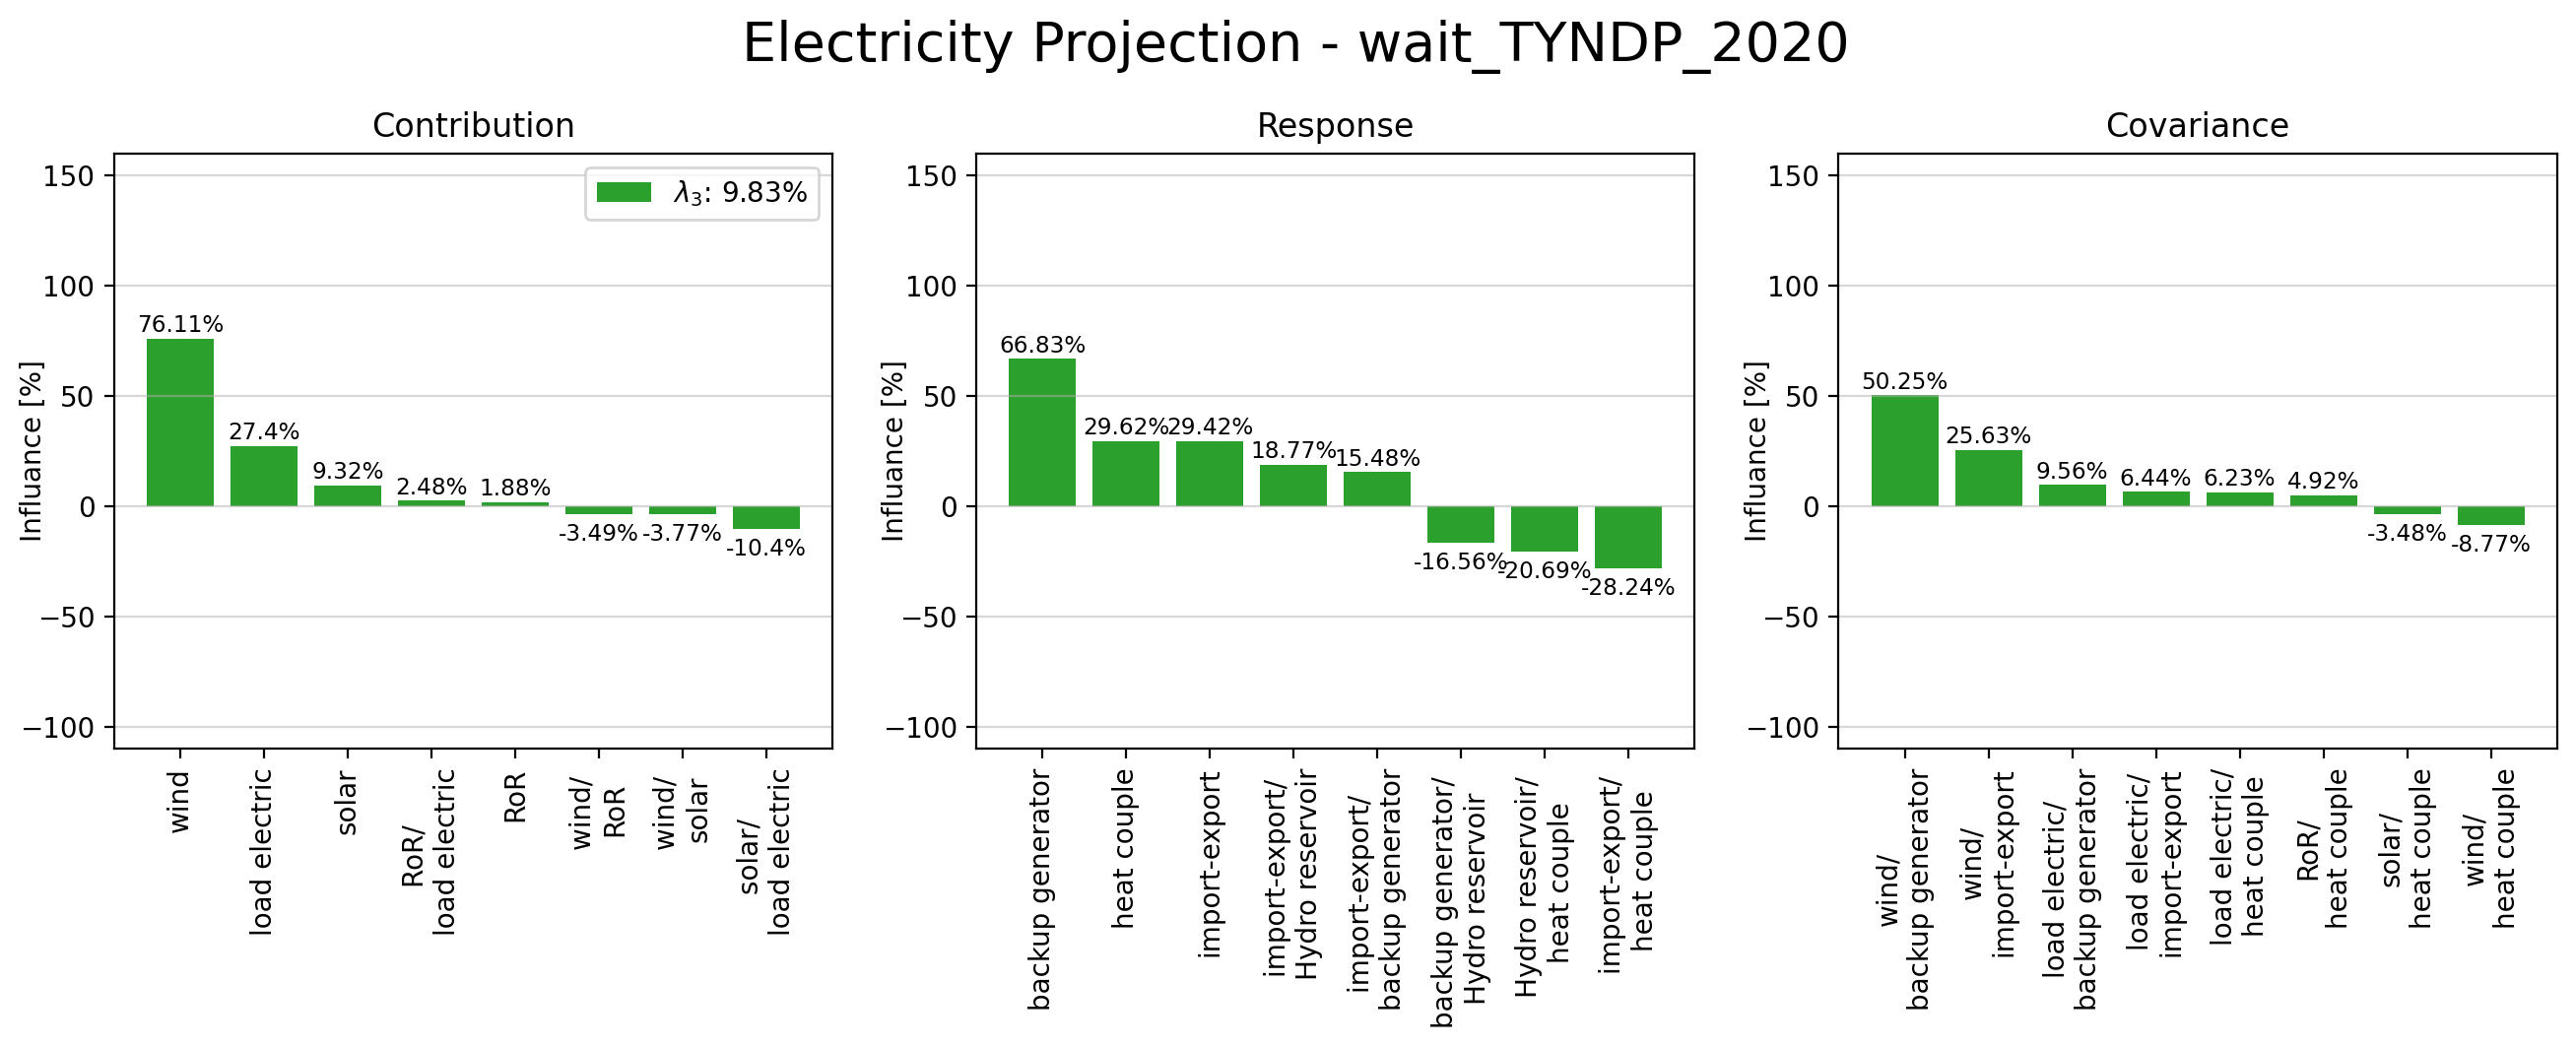 Electricity Projection - wait_TYNDP_2020
Contribution
Influance [%]
150
100
50
0
−50
−100
λ3: 9.83%
76.11%
27.4%
9.32%
2.48%
1.88%
-3.49%
-3.77%
-10.4%
wind
load electric
solar
RoR/
load electric
RoR
wind/
RoR
wind/
solar
solar/
load electric
Response
Influance [%]
150
100
50
0
−50
−100
66.83%
29.62%
29.42%
18.77%
15.48%
-16.56%
-20.69%
-28.24%
backup generator
heat couple
import-export
import-export/
Hydro reservoir
import-export/
backup generator
backup generator/
Hydro reservoir
Hydro reservoir/
heat couple
import-export/
heat couple
Covariance
Influance [%]
150
100
50
0
−50
−100
50.25%
25.63%
9.56%
6.44%
6.23%
4.92%
-3.48%
-8.77%
wind/
backup generator
wind/
import-export
load electric/
backup generator
load electric/
import-export
load electric/
heat couple
RoR/
heat couple
solar/
heat couple
wind/
heat couple